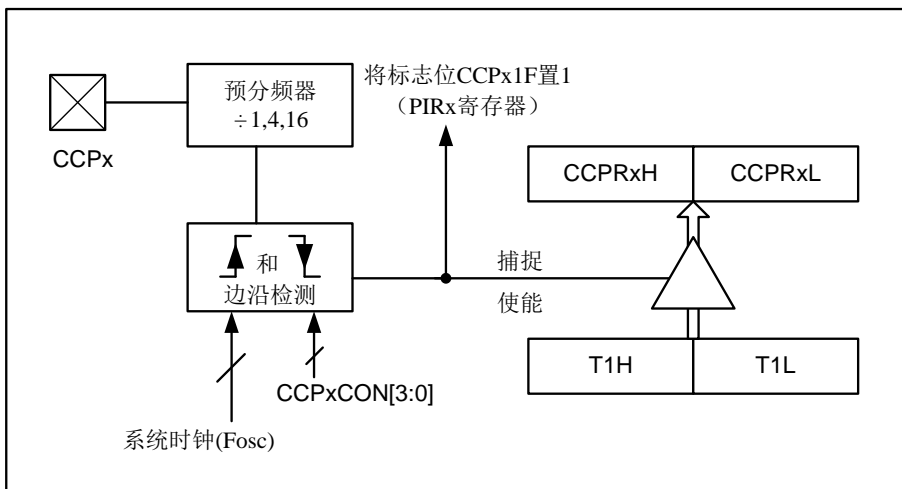 预分频器
÷1,4,16
CCPx
将标志位CCPx1F置1
（PIRx寄存器）
CCPRxH
CCPRxL
和
边沿检测
捕捉
使能
T1H
T1L
CCPxCON[3:0]
系统时钟(Fosc)